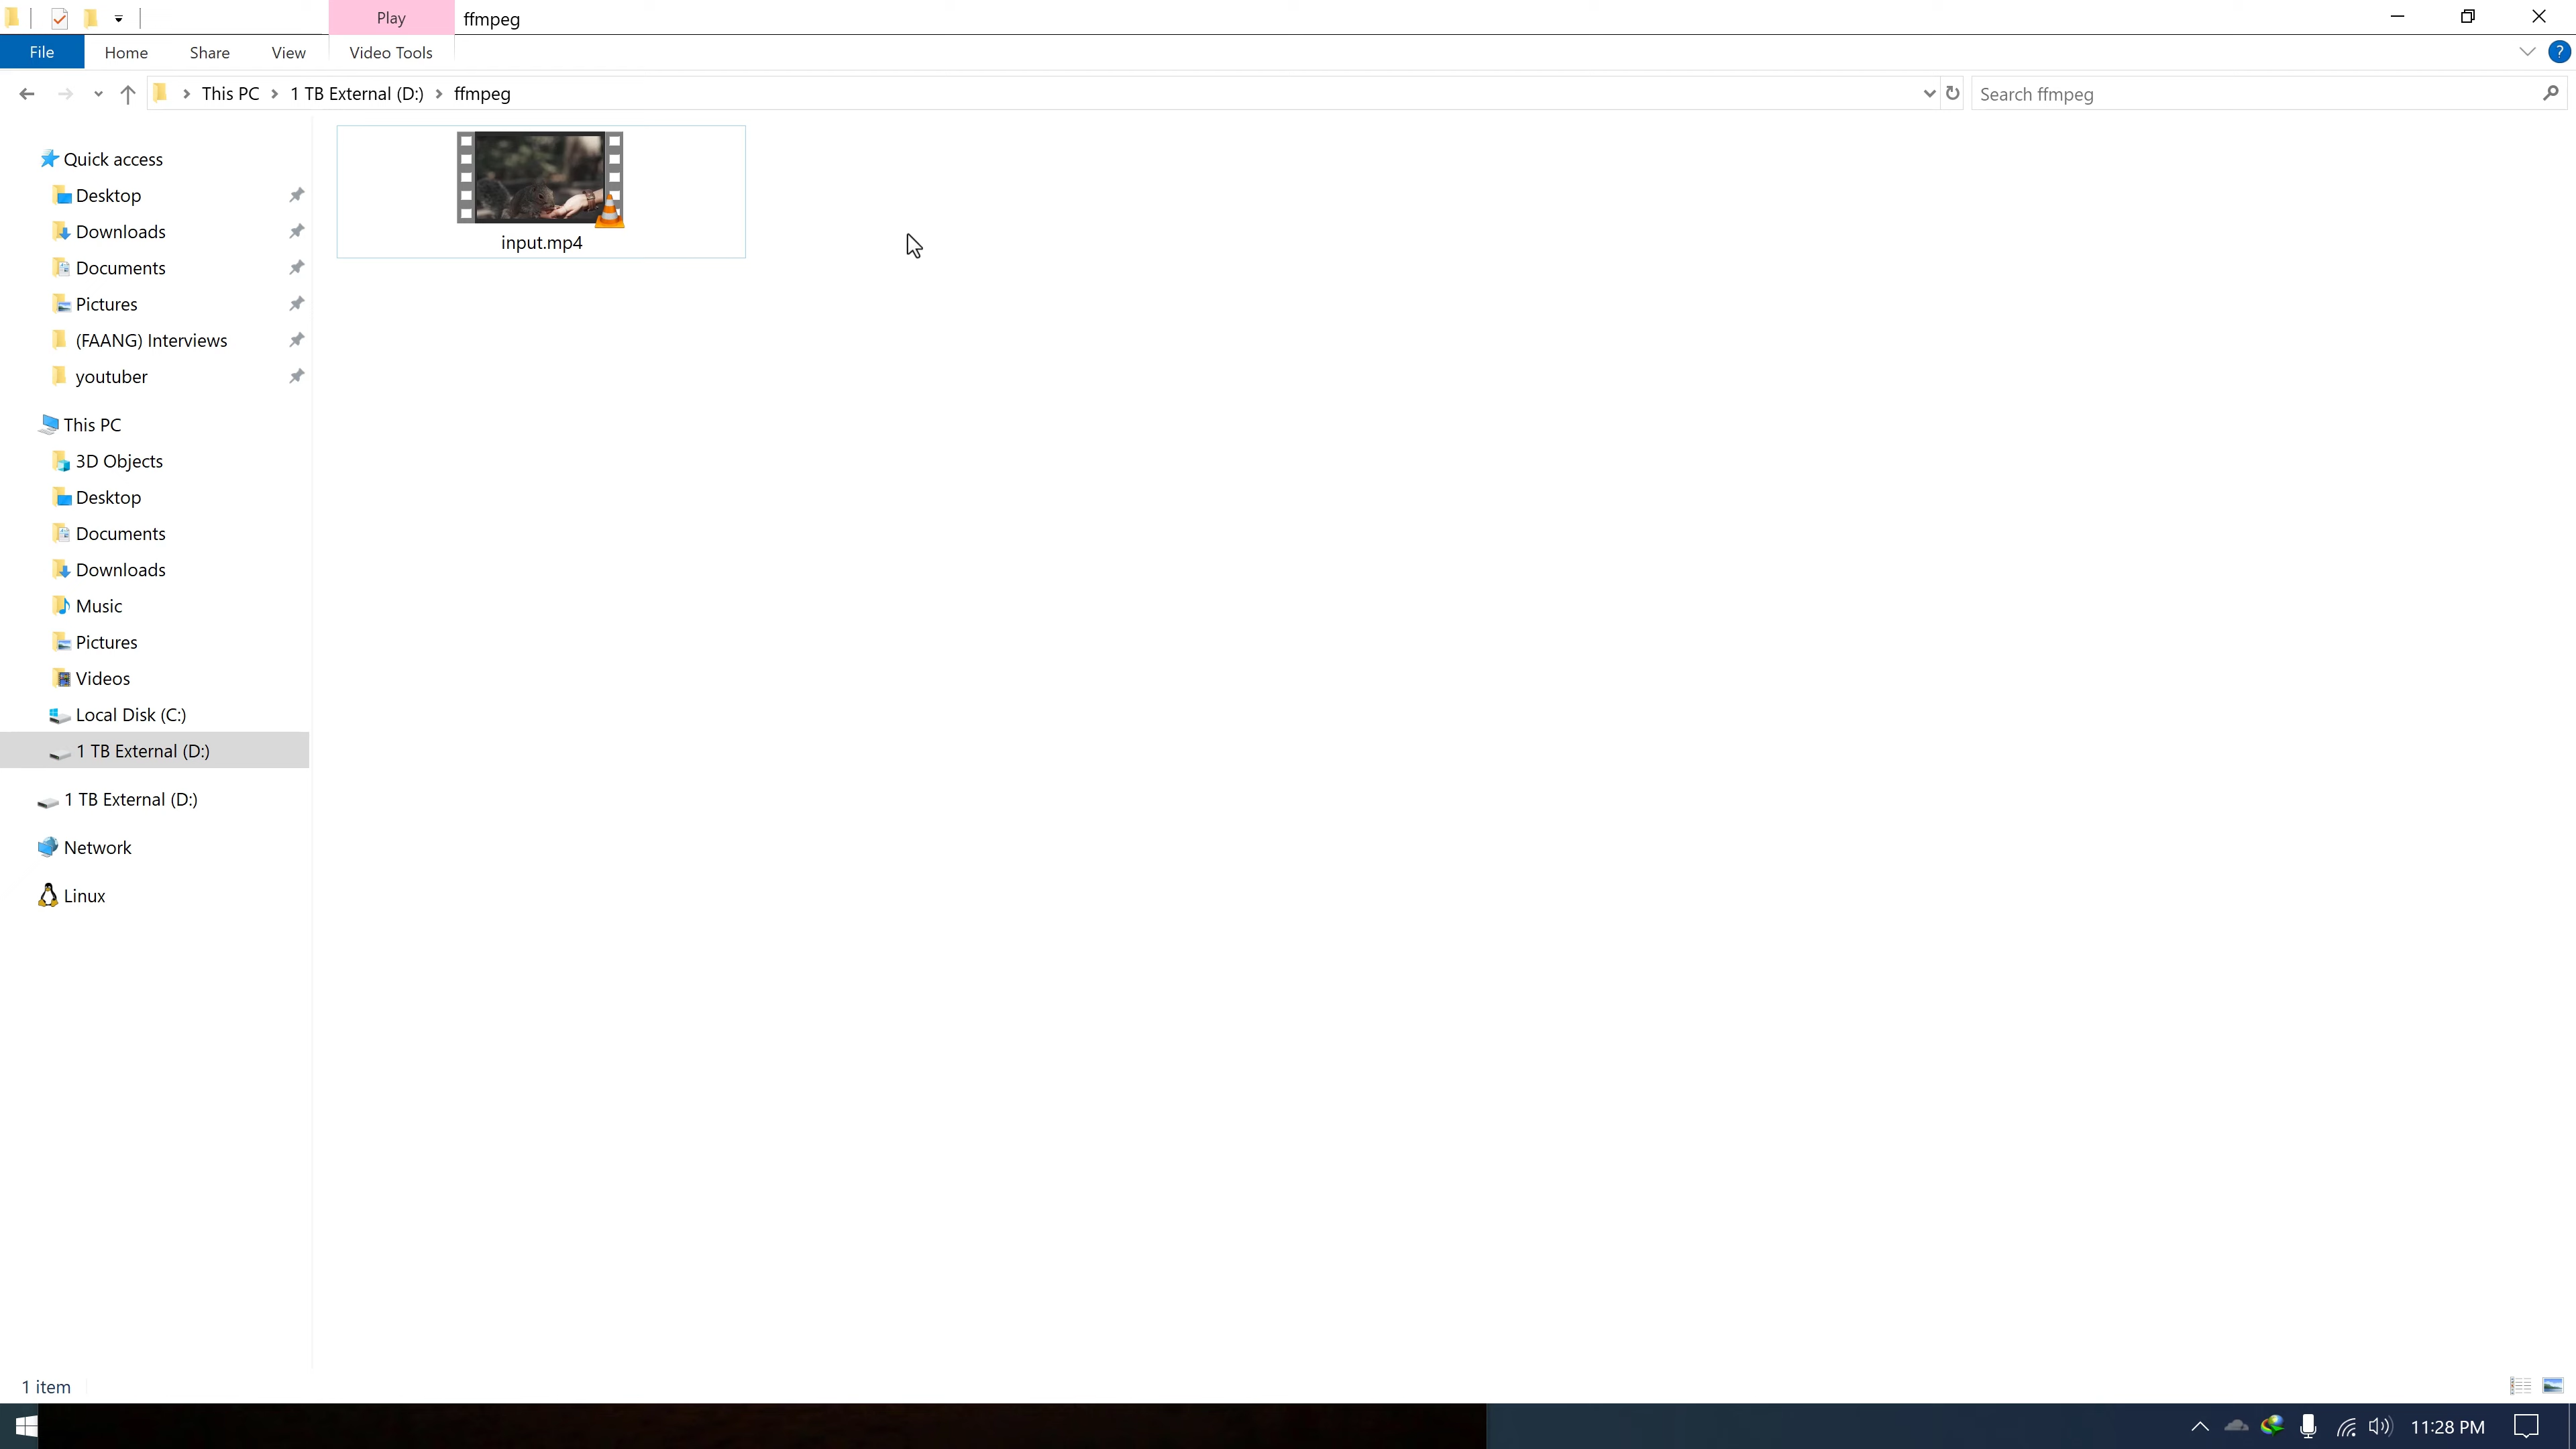 Play
ffmpeg
File
Home
Share
View
Video Tools
?
This PC
1 TB External (D:)
ffmpeg
Search ffmpeg
Quick access
Desktop
Downloads
Documents
Pictures
(FAANG) Interviews
youtuber
This PC
3D Objects
Desktop
Documents
Downloads
Music
Pictures
Videos
Local Disk (C:)
1 TB External (D:)
1 TB External (D:)
Network
Linux
input.mp4
1 item
11:28 PM